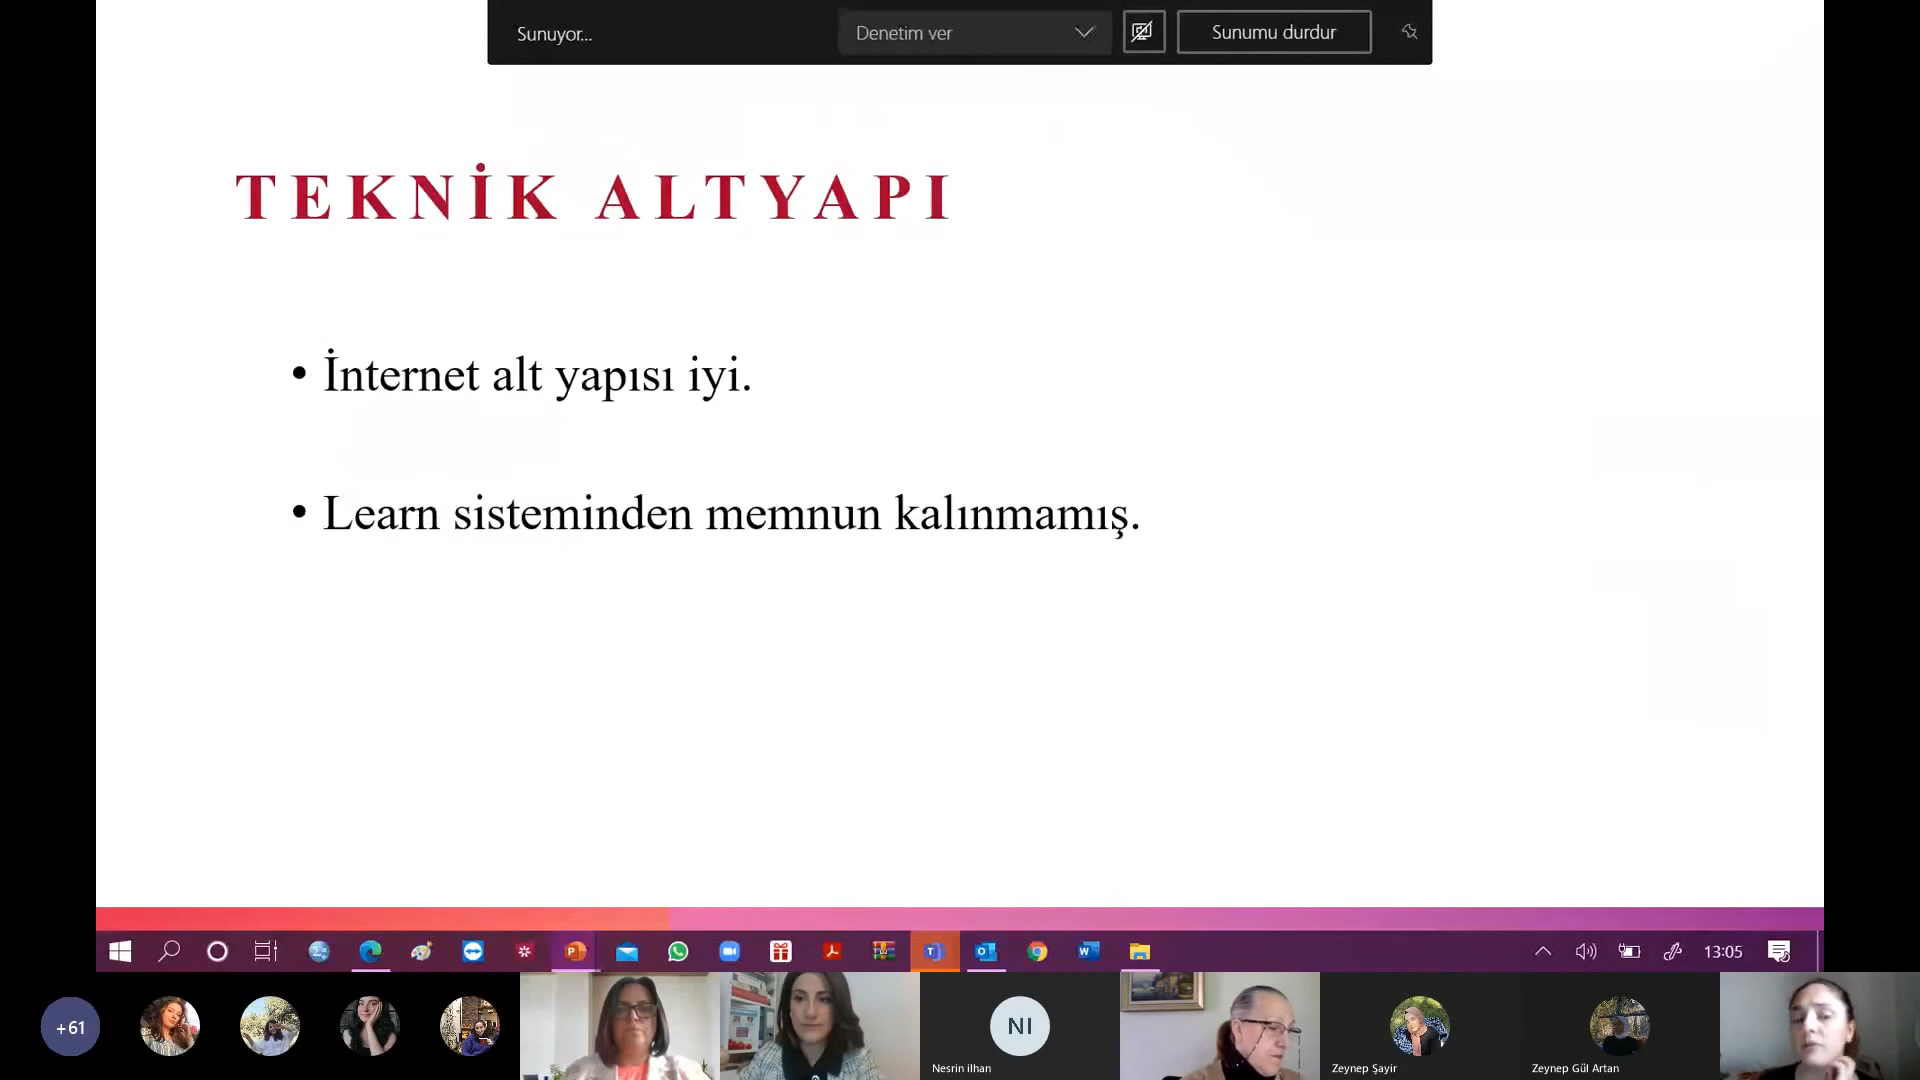 Sunuyor...
Denetim ver
Sunumu durdur
TEKNİK ALTYAPI
• İnternet alt yapısı iyi.
• Learn sisteminden memnun kalınmamış.
13:05
+61
NI
Nesrin ilhan
Zeynep Şayir
Zeynep Gül Artan